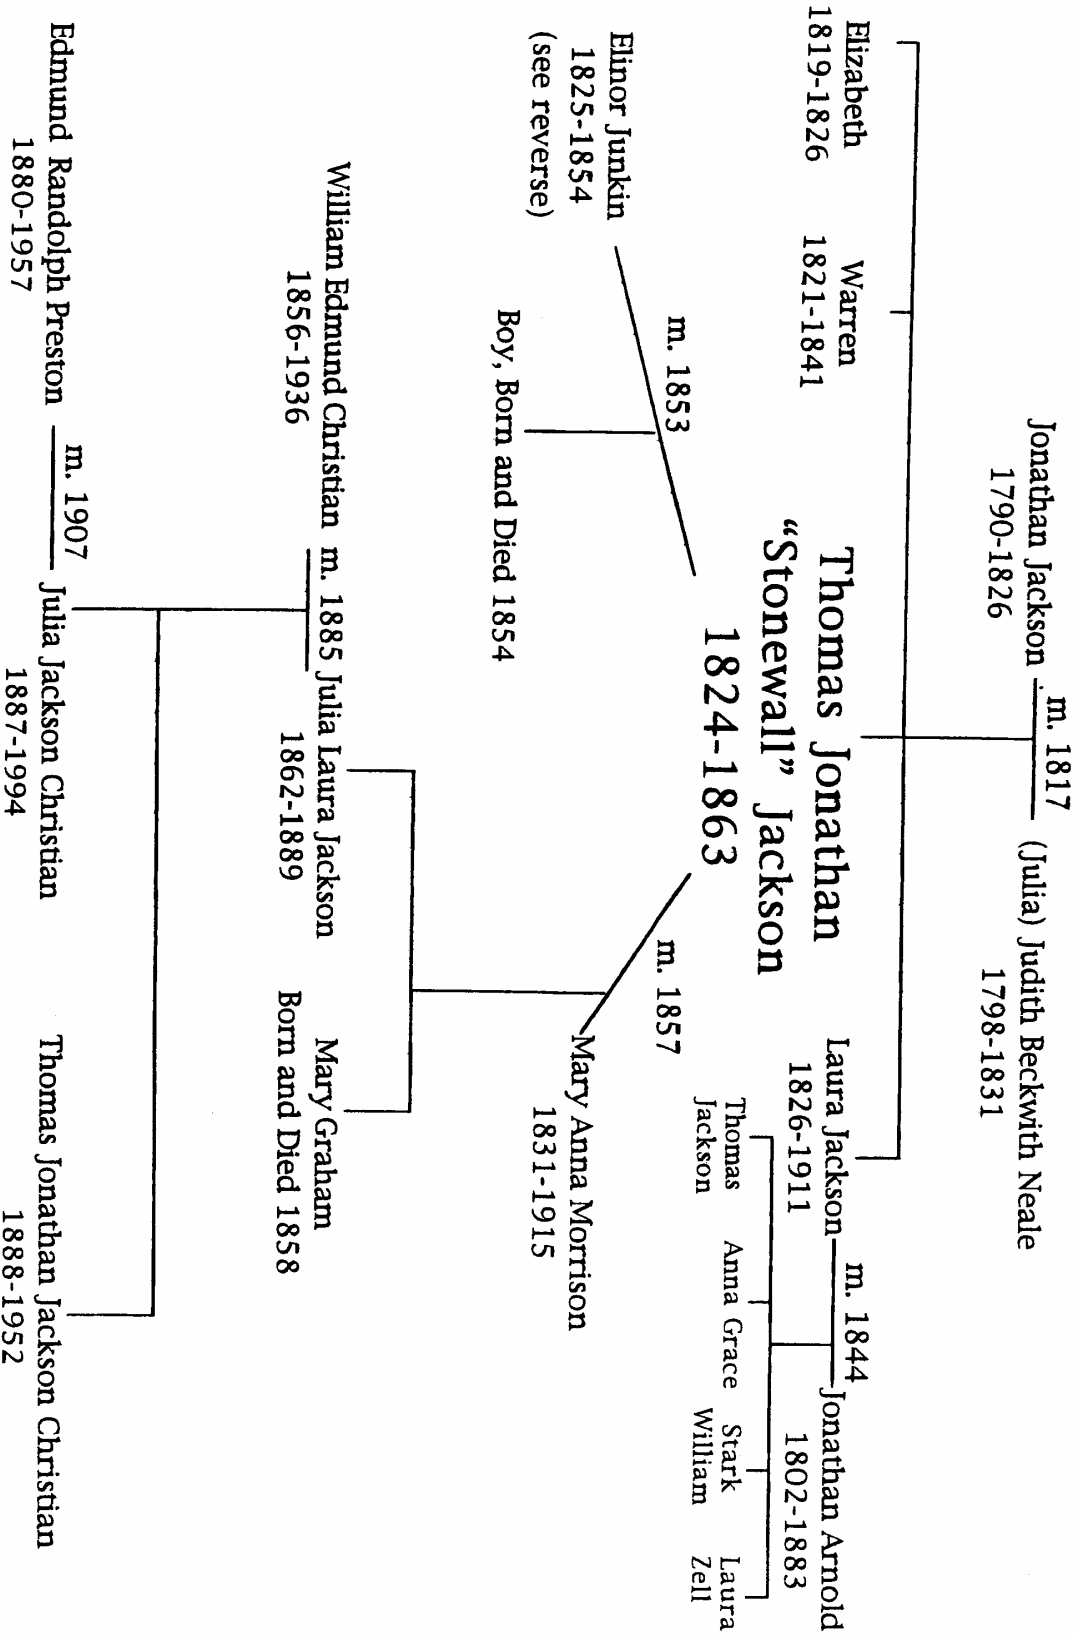 m. 1817
Jonathan Jackson
(Julia) Judith Beckwith Neale
1790-1826
1798-1831
Elizabeth
1819-1826
Warren
1821-1841
Thomas Jonathan
“Stonewall” Jackson
1824-1863
Laura Jackson
1826-1911
m. 1844
Jonathan Arnold
1802-1883
Thomas
Jackson
Anna Grace
Stark
William
Laura
Zell
Elinor Junkin
1825-1854
(see reverse)
m. 1853
Boy, Born and Died 1854
m. 1857
Mary Anna Morrison
1831-1915
William Edmund Christian
1856-1936
m. 1885
Julia Laura Jackson
1862-1889
Mary Graham
Born and Died 1858
Edmund Randolph Preston
1880-1957
m. 1907
Julia Jackson Christian
1887-1994
Thomas Jonathan Jackson Christian
1888-1952